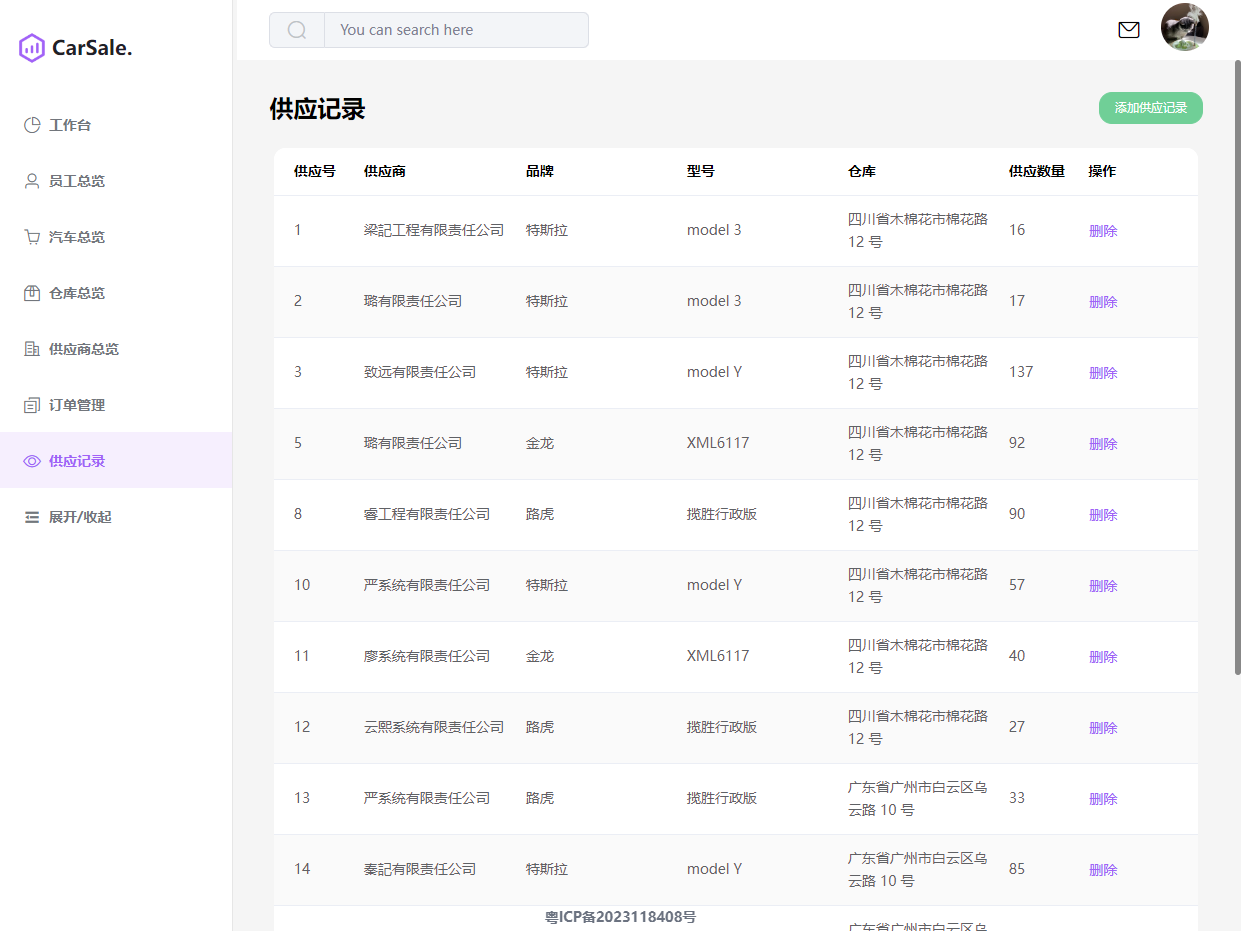 You can search here
CarSale.
工作台
员工总览
汽车总览
仓库总览
供应商总览
订单管理
供应记录
展开/收起
供应记录
添加供应记录
供应号 供应商 品牌 型号 仓库 供应数量 操作
1 梁記工程有限责任公司 特斯拉 model 3 四川省木棉花市棉花路 12 号 16 删除
2 璐有限责任公司 特斯拉 model 3 四川省木棉花市棉花路 12 号 17 删除
3 致远有限责任公司 特斯拉 model Y 四川省木棉花市棉花路 12 号 137 删除
5 璐有限责任公司 金龙 XML6117 四川省木棉花市棉花路 12 号 92 删除
8 睿工程有限责任公司 路虎 揽胜行政版 四川省木棉花市棉花路 12 号 90 删除
10 严系统有限责任公司 特斯拉 model Y 四川省木棉花市棉花路 12 号 57 删除
11 廖系统有限责任公司 金龙 XML6117 四川省木棉花市棉花路 12 号 40 删除
12 云熙系统有限责任公司 路虎 揽胜行政版 四川省木棉花市棉花路 12 号 27 删除
13 严系统有限责任公司 路虎 揽胜行政版 广东省广州市白云区乌云路 10 号 33 删除
14 秦記有限责任公司 特斯拉 model Y 广东省广州市白云区乌云路 10 号 85 删除
广东省广州市白云区乌
粤ICP备2023118408号